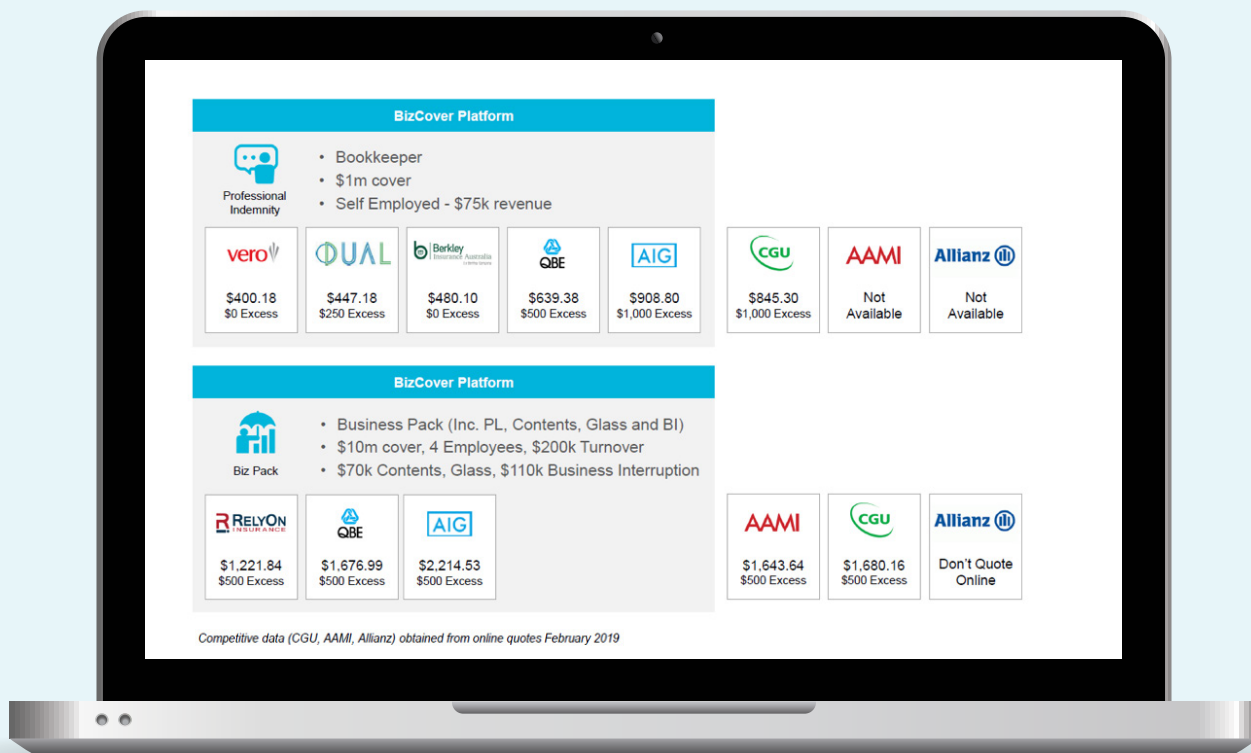 BizCover Platform
Professional
Indemnity
• Bookkeeper
• $1m cover
• Self Employed - $75k revenue
vero
DUAL
b Berkley
Insurance Australia
QBE
AIG
CGU
AAMI
Allianz
$400.18
$0 Excess
$447.18
$250 Excess
$480.10
$0 Excess
$639.38
$500 Excess
$908.80
$1,000 Excess
$845.30
$1,000 Excess
Not
Available
Not
Available
BizCover Platform
Biz Pack
• Business Pack (Inc. PL, Contents, Glass and BI)
• $10m cover, 4 Employees, $200k Turnover
• $70k Contents, Glass, $110k Business Interruption
R RELYON
INSURANCE
QBE
AIG
AAMI
CGU
Allianz
$1,221.84
$500 Excess
$1,676.99
$500 Excess
$2,214.53
$500 Excess
$1,643.64
$500 Excess
$1,680.16
$500 Excess
Don't Quote
Online
Competitive data (CGU, AAMI, Allianz) obtained from online quotes February 2019